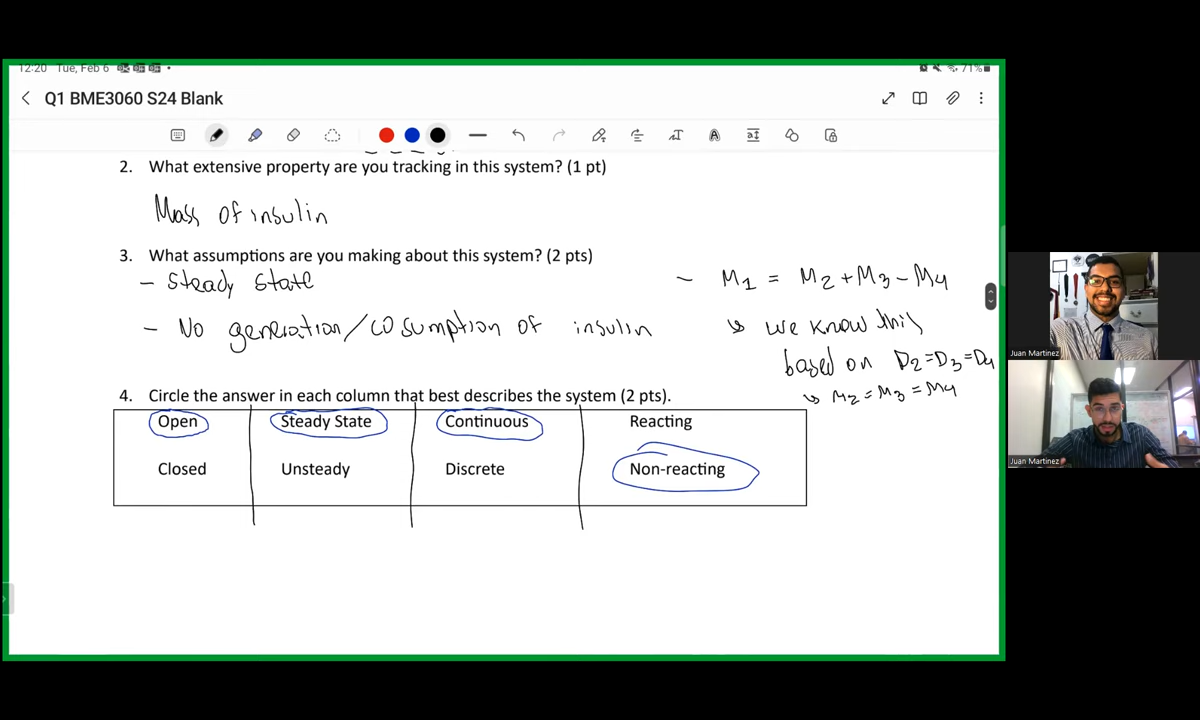 12:20 Tue, Feb 6
71%
Q1 BME3060 S24 Blank
2. What extensive property are you tracking in this system? (1 pt)
Mass of insulin
3. What assumptions are you making about this system? (2 pts)
- Steady state
- No generation/cosumption of insulin
- M1 = M2 + M3 - M4
↳ we know this
based on D2=D3=D4
↳ M2=M3=M4
4. Circle the answer in each column that best describes the system (2 pts).
Open Steady State Continuous Reacting
Closed Unsteady Discrete Non-reacting
Juan Martinez
Juan Martinez